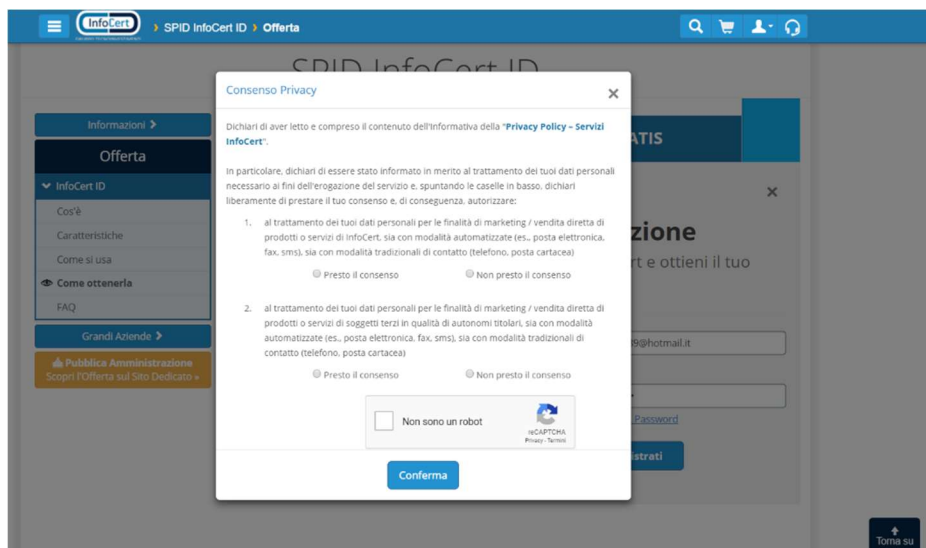 InfoCert
SPID InfoCert ID
Offerta
SPID InfoCert ID
Informazioni
Offerta
InfoCert ID
Cos'è
Caratteristiche
Come si usa
Come ottenerla
FAQ
Grandi Aziende
Pubblica Amministrazione
Scopri l'Offerta sul Sito Dedicato »
Consenso Privacy
×
Dichiari di aver letto e compreso il contenuto dell'Informativa della "Privacy Policy – Servizi
InfoCert".
In particolare, dichiari di essere stato informato in merito al trattamento dei tuoi dati personali
necessario ai fini dell'erogazione del servizio e, spuntando le caselle in basso, dichiari
liberamente di prestare il tuo consenso e, di conseguenza, autorizzare:
1. al trattamento dei tuoi dati personali per le finalità di marketing / vendita diretta di
prodotti o servizi di InfoCert, sia con modalità automatizzate (es., posta elettronica,
fax, sms), sia con modalità tradizionali di contatto (telefono, posta cartacea)
Presto il consenso
Non presto il consenso
2. al trattamento dei tuoi dati personali per le finalità di marketing / vendita diretta di
prodotti o servizi di soggetti terzi in qualità di autonomi titolari, sia con modalità
automatizzate (es., posta elettronica, fax, sms), sia con modalità tradizionali di
contatto (telefono, posta cartacea)
Presto il consenso
Non presto il consenso
Non sono un robot
reCAPTCHA
Privacy - Termini
Conferma
ATIS
×
zione
rt e ottieni il tuo
39@hotmail.it
Password
istrati
Torna su